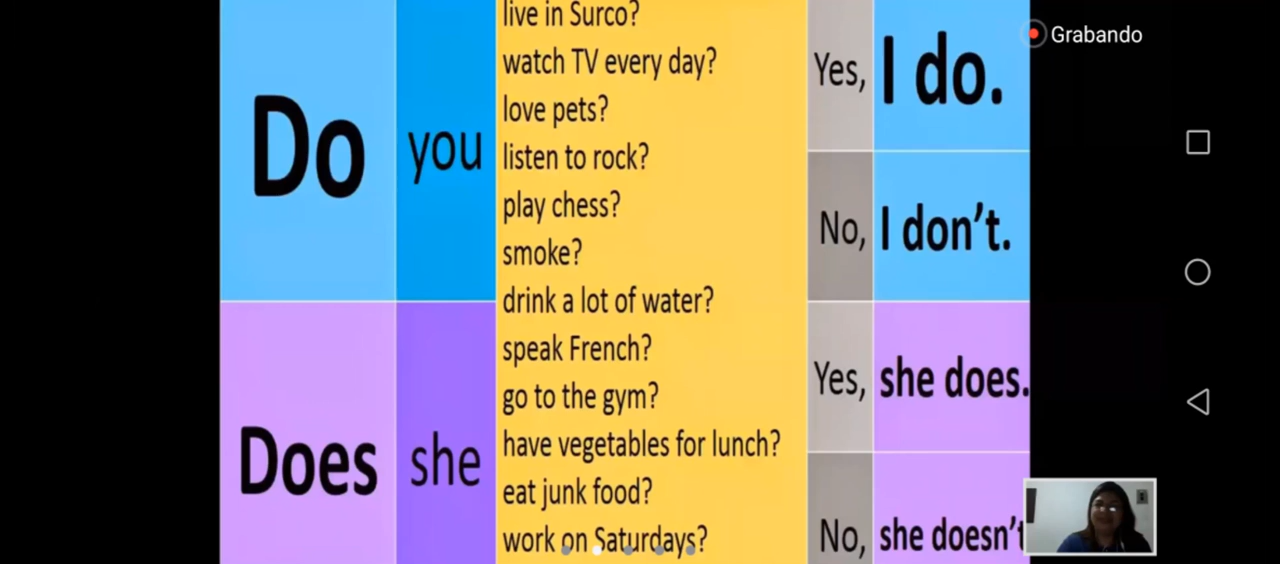 live in Surco?
watch TV every day?
love pets?
listen to rock?
play chess?
smoke?
drink a lot of water?
speak French?
go to the gym?
have vegetables for lunch?
eat junk food?
work on Saturdays?
Do you
Does she
Yes, I do.
No, I don't.
Yes, she does.
No, she doesn't
Grabando